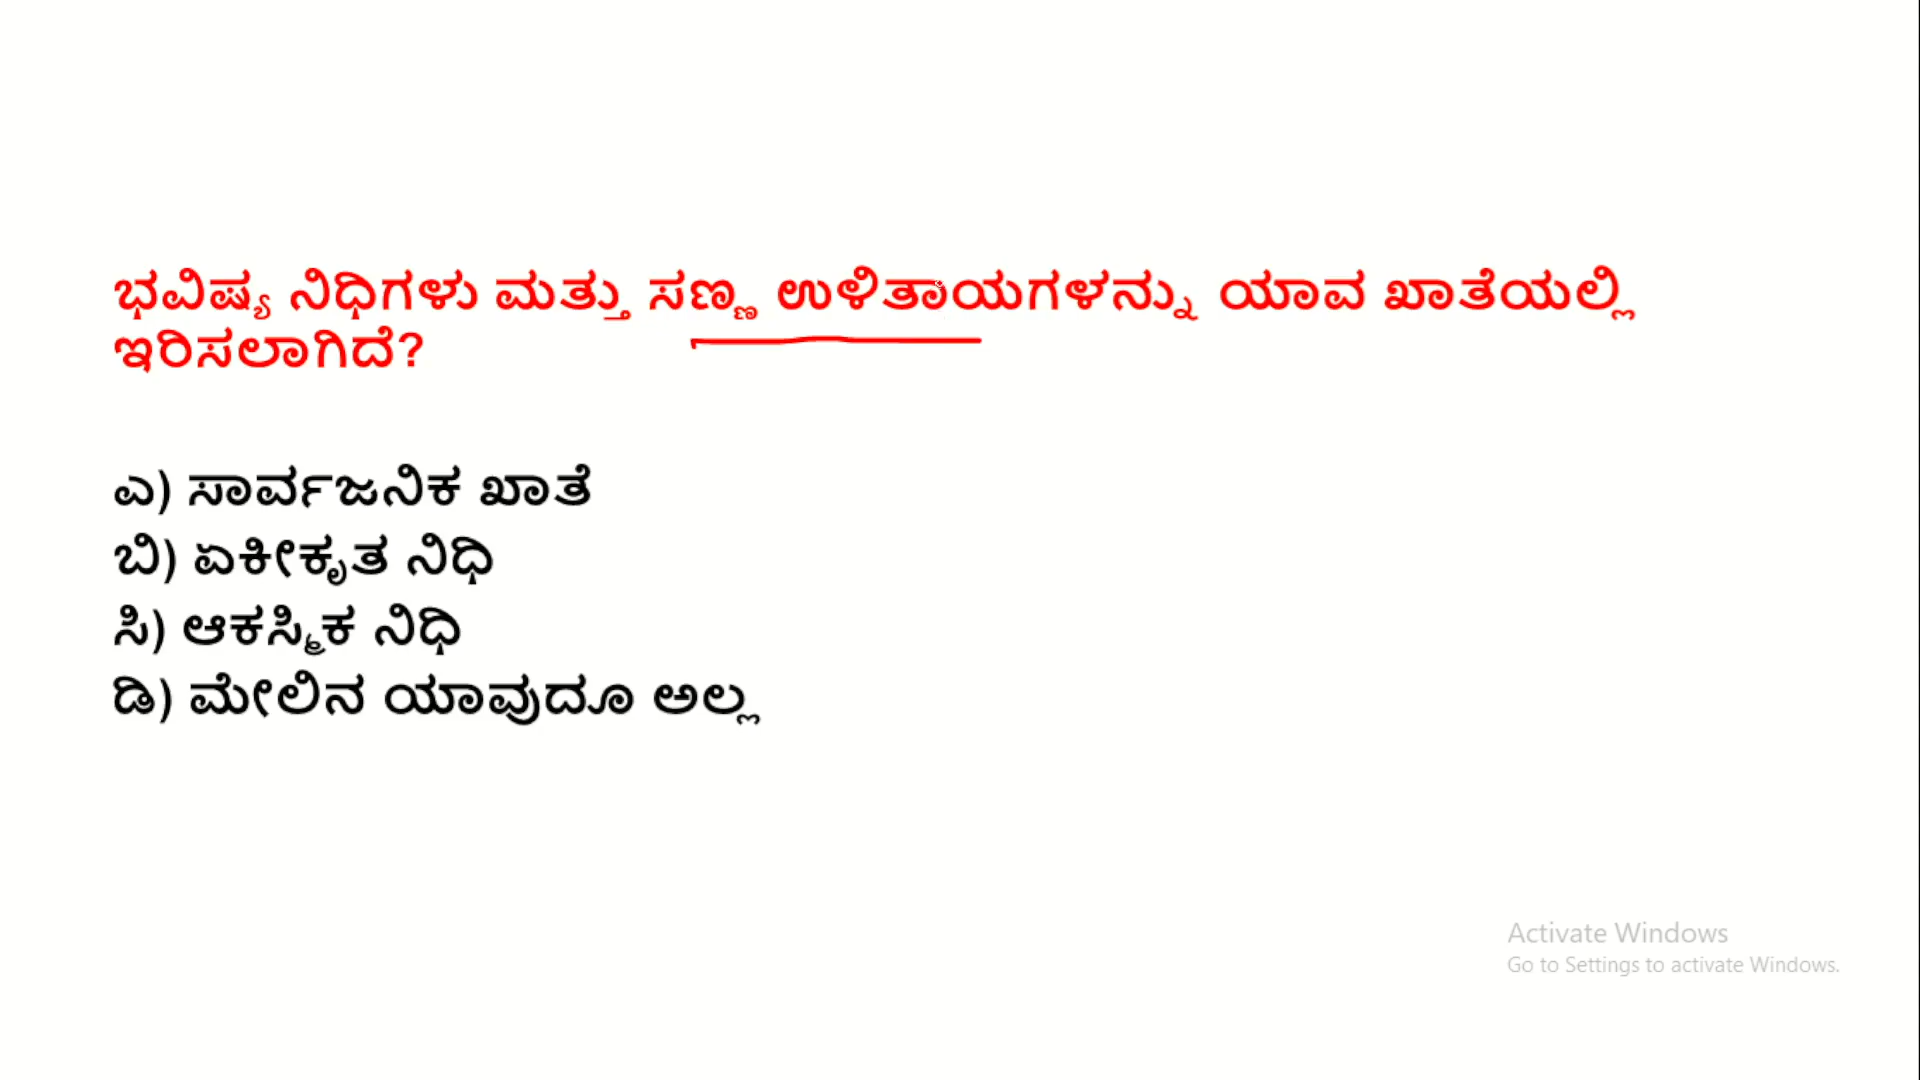 ಭವಿಷ್ಯ ನಿಧಿಗಳು ಮತ್ತು ಸಣ್ಣ ಉಳಿತಾಯಗಳನ್ನು ಯಾವ ಖಾತೆಯಲ್ಲಿ
ಇರಿಸಲಾಗಿದೆ?
ಎ) ಸಾರ್ವಜನಿಕ ಖಾತೆ
ಬಿ) ಏಕೀಕೃತ ನಿಧಿ
ಸಿ) ಆಕಸ್ಮಿಕ ನಿಧಿ
ಡಿ) ಮೇಲಿನ ಯಾವುದೂ ಅಲ್ಲ
Activate Windows
Go to Settings to activate Windows.